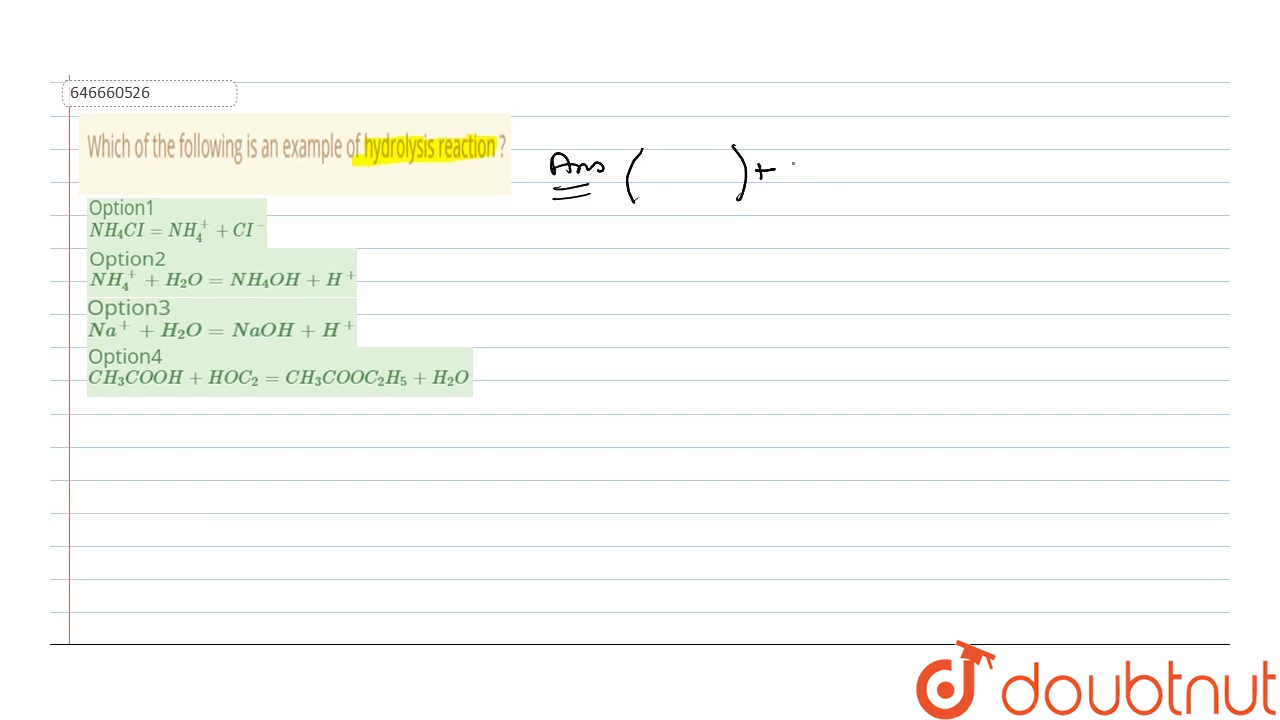 646660526
Which of the following is an example of hydrolysis reaction ?
Ans ( ) +
Option1
NH₄CI = NH₄⁺ + CI⁻
Option2
NH₄⁺ + H₂O = NH₄OH + H⁺
Option3
Na⁺ + H₂O = NaOH + H⁺
Option4
CH₃COOH + HOC₂ = CH₃COOC₂H₅ + H₂O
doubtnut